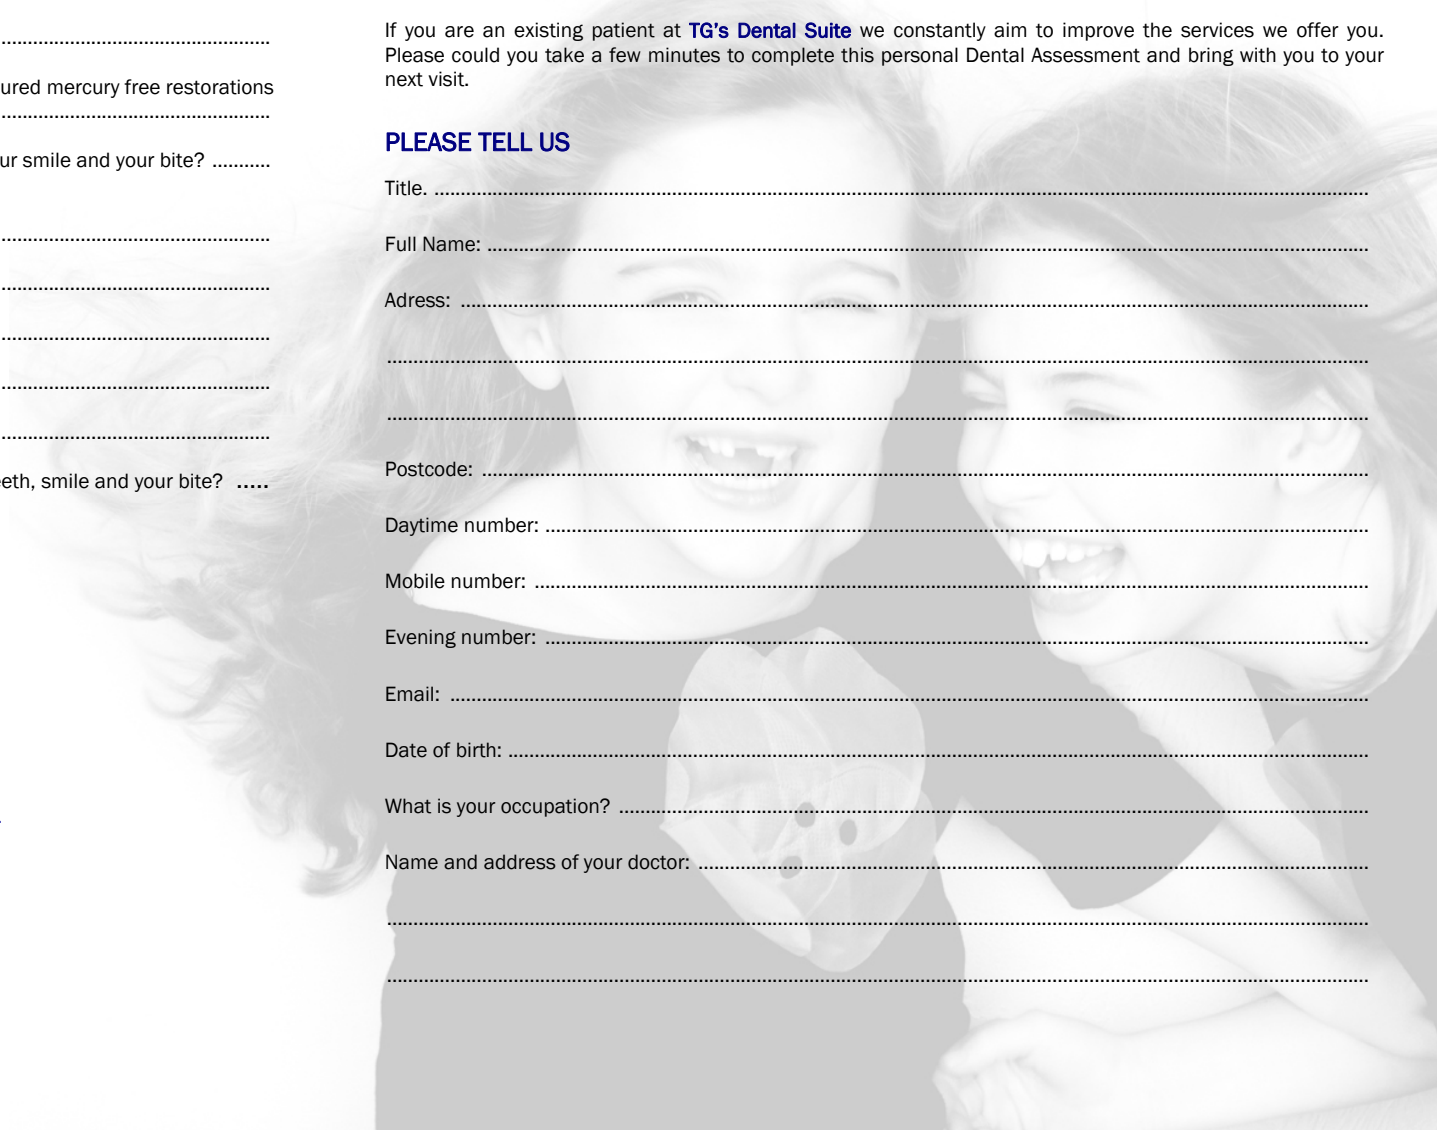 ured mercury free restorations
ur smile and your bite? ...........
smile and your bite? .....
If you are an existing patient at TG's Dental Suite we constantly aim to improve the services we offer you.
Please could you take a few minutes to complete this personal Dental Assessment and bring with you to your
next visit.
PLEASE TELL US
Title.
Full Name:
Adress:
Postcode:
Daytime number:
Mobile number:
Evening number:
Email:
Date of birth:
What is your occupation?
Name and address of your doctor: